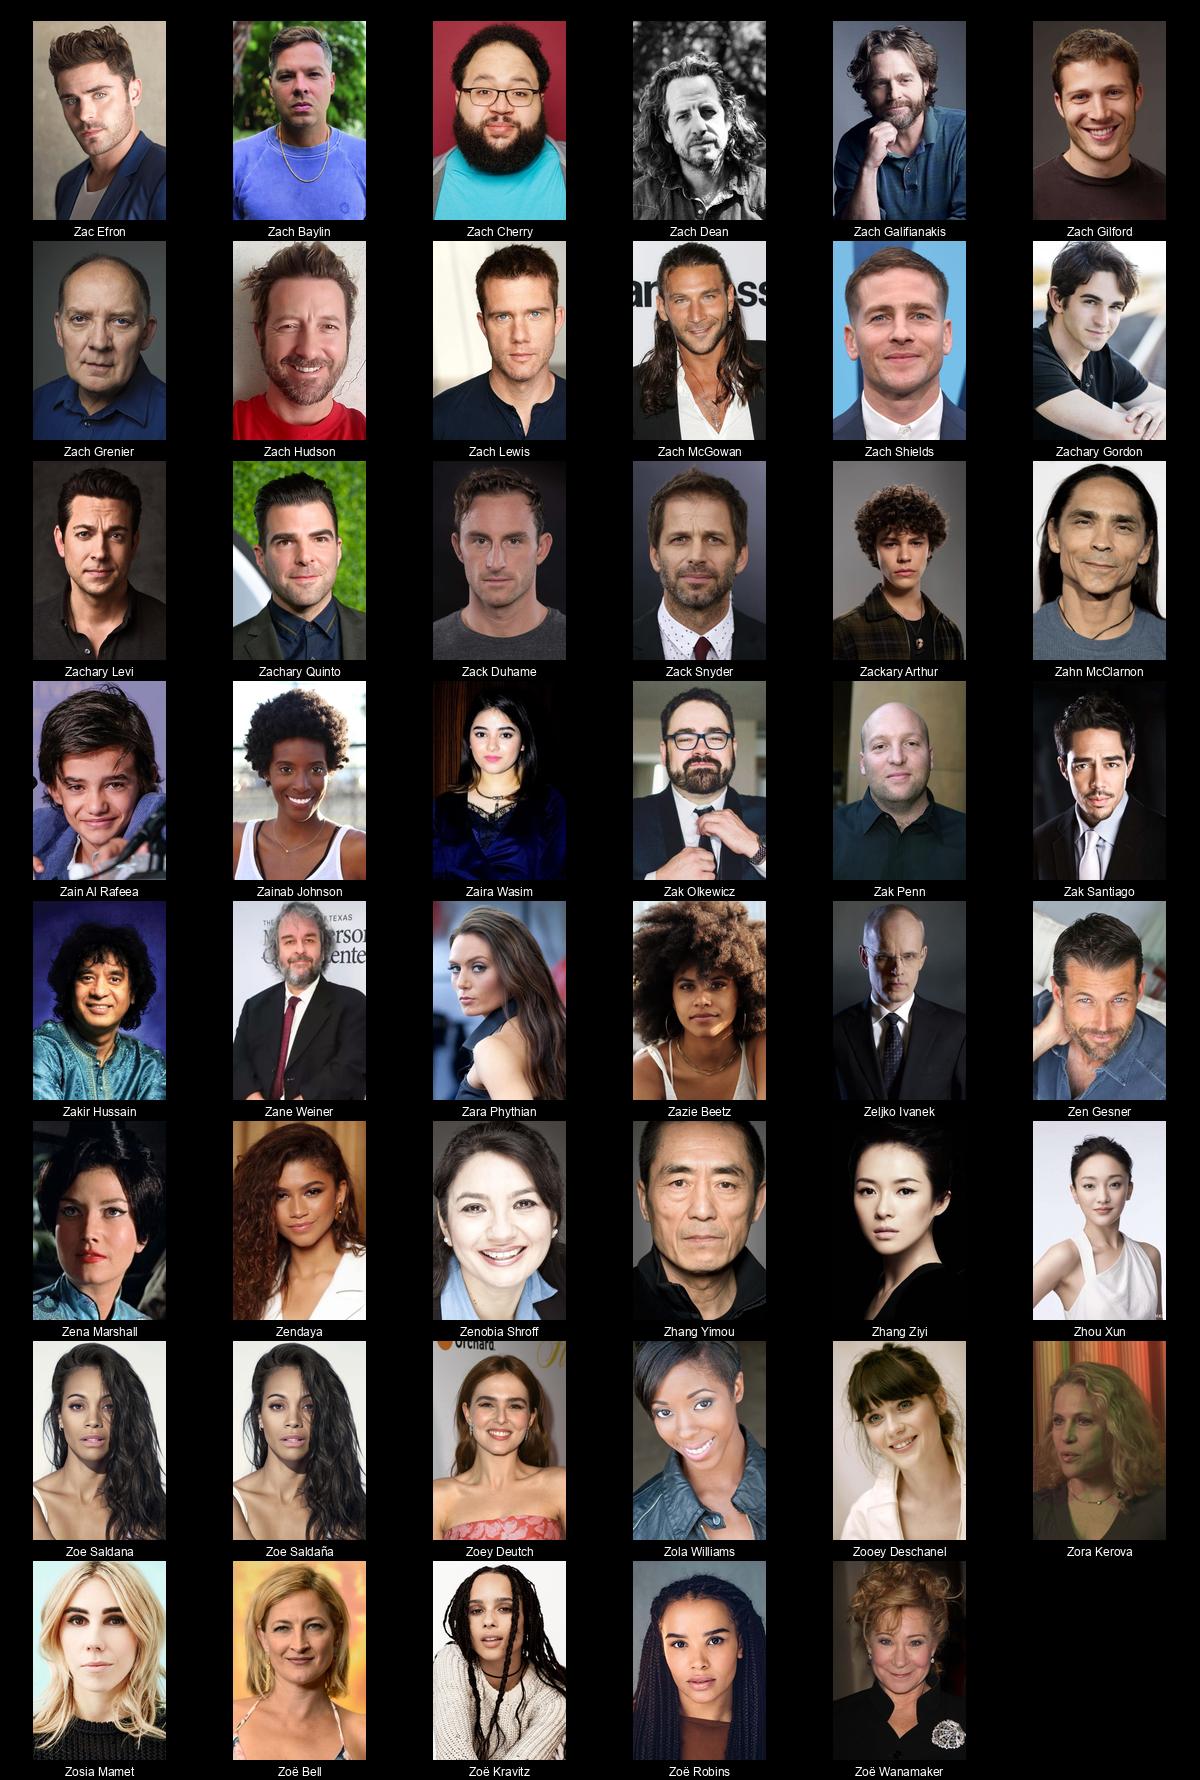 Zac Efron
Zach Baylin
Zach Cherry
Zach Dean
Zach Galifianakis
Zach Gilford
Zach Grenier
Zach Hudson
Zach Lewis
Zach McGowan
Zach Shields
Zachary Gordon
Zachary Levi
Zachary Quinto
Zack Duhame
Zack Snyder
Zackary Arthur
Zahn McClarnon
Zain Al Rafeea
Zainab Johnson
Zaira Wasim
Zak Olkewicz
Zak Penn
Zak Santiago
THE
TEXAS
Zakir Hussain
Zane Weiner
Zara Phythian
Zazie Beetz
Zeljko Ivanek
Zen Gesner
Zena Marshall
Zendaya
Zenobia Shroff
Zhang Yimou
Zhang Ziyi
Zhou Xun
Orchard
Zoe Saldana
Zoe Saldaña
Zoey Deutch
Zola Williams
Zooey Deschanel
Zora Kerova
Zosia Mamet
Zoë Bell
Zoë Kravitz
Zoë Robins
Zoë Wanamaker